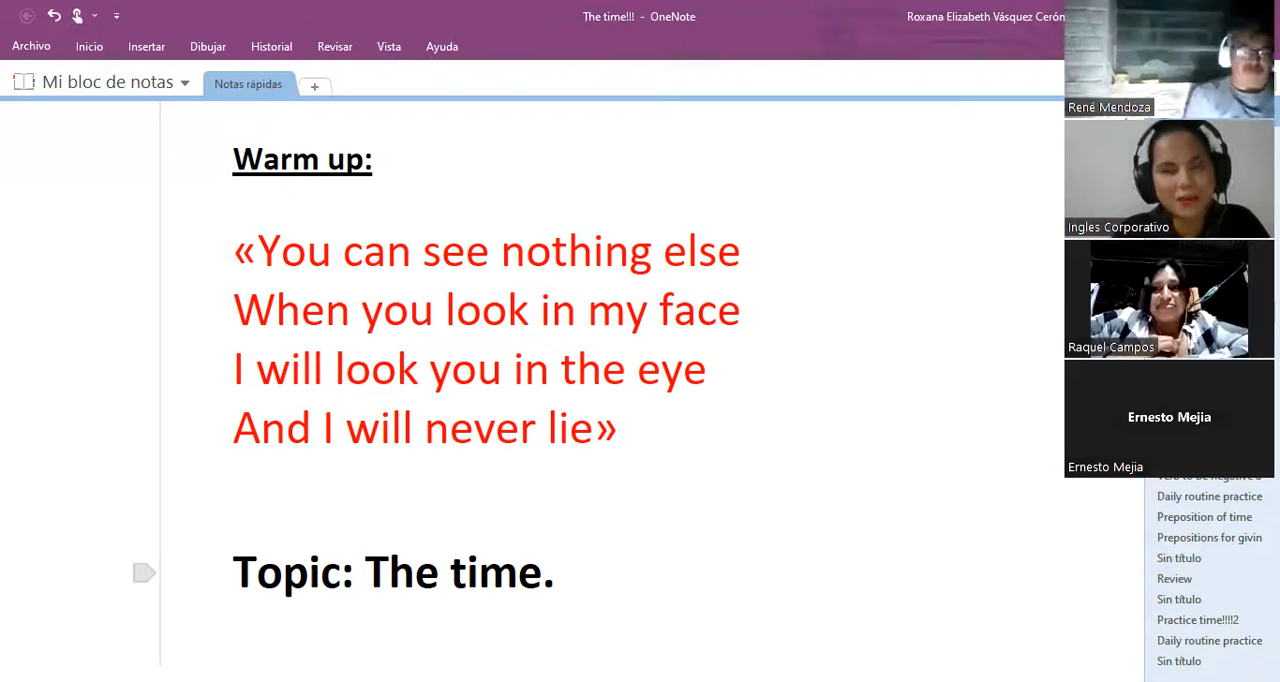 The time!!! - OneNote
Roxana Elizabeth Vásquez Cerón
Archivo Inicio Insertar Dibujar Historial Revisar Vista Ayuda
Mi bloc de notas Notas rápidas +
Warm up:
«You can see nothing else
When you look in my face
I will look you in the eye
And I will never lie»
Topic: The time.
René Mendoza
Ingles Corporativo
Raquel Campos
Ernesto Mejia
Ernesto Mejia
Verb to be negative a
Daily routine practice
Preposition of time
Prepositions for givin
Sin título
Review
Sin título
Practice time!!!!2
Daily routine practice
Sin título